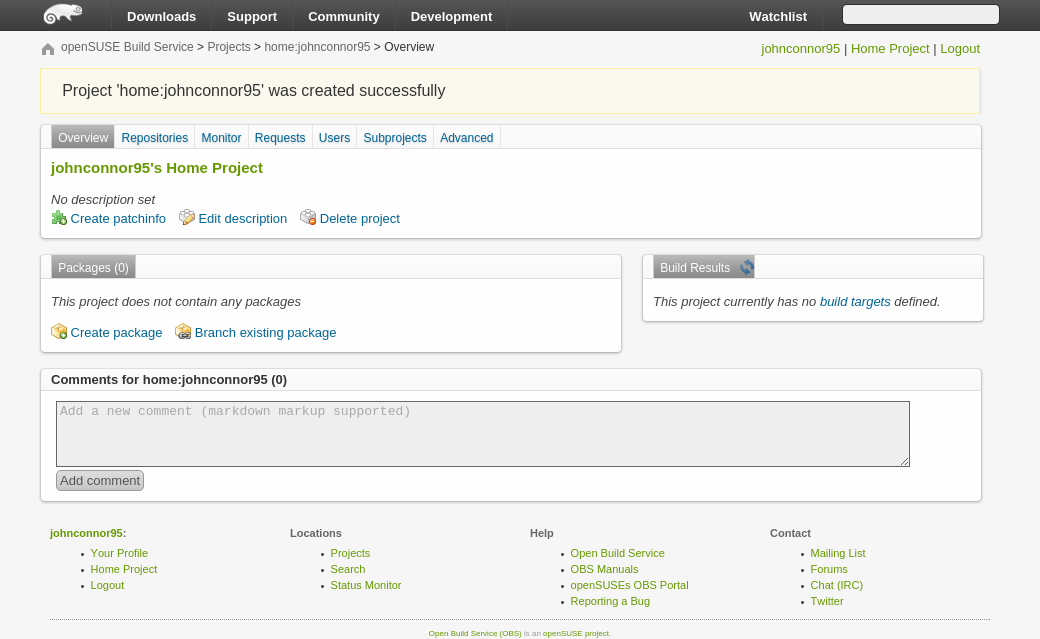 Downloads Support Community Development Watchlist
openSUSE Build Service > Projects > home:johnconnor95 > Overview
johnconnor95 | Home Project | Logout
Project 'home:johnconnor95' was created successfully
Overview Repositories Monitor Requests Users Subprojects Advanced
johnconnor95's Home Project
No description set
Create patchinfo Edit description Delete project
Packages (0)
This project does not contain any packages
Create package Branch existing package
Build Results
This project currently has no build targets defined.
Comments for home:johnconnor95 (0)
Add a new comment (markdown markup supported)
Add comment
johnconnor95:
Your Profile
Home Project
Logout
Locations
Projects
Search
Status Monitor
Help
Open Build Service
OBS Manuals
openSUSEs OBS Portal
Reporting a Bug
Contact
Mailing List
Forums
Chat (IRC)
Twitter
Open Build Service (OBS) is an openSUSE project.